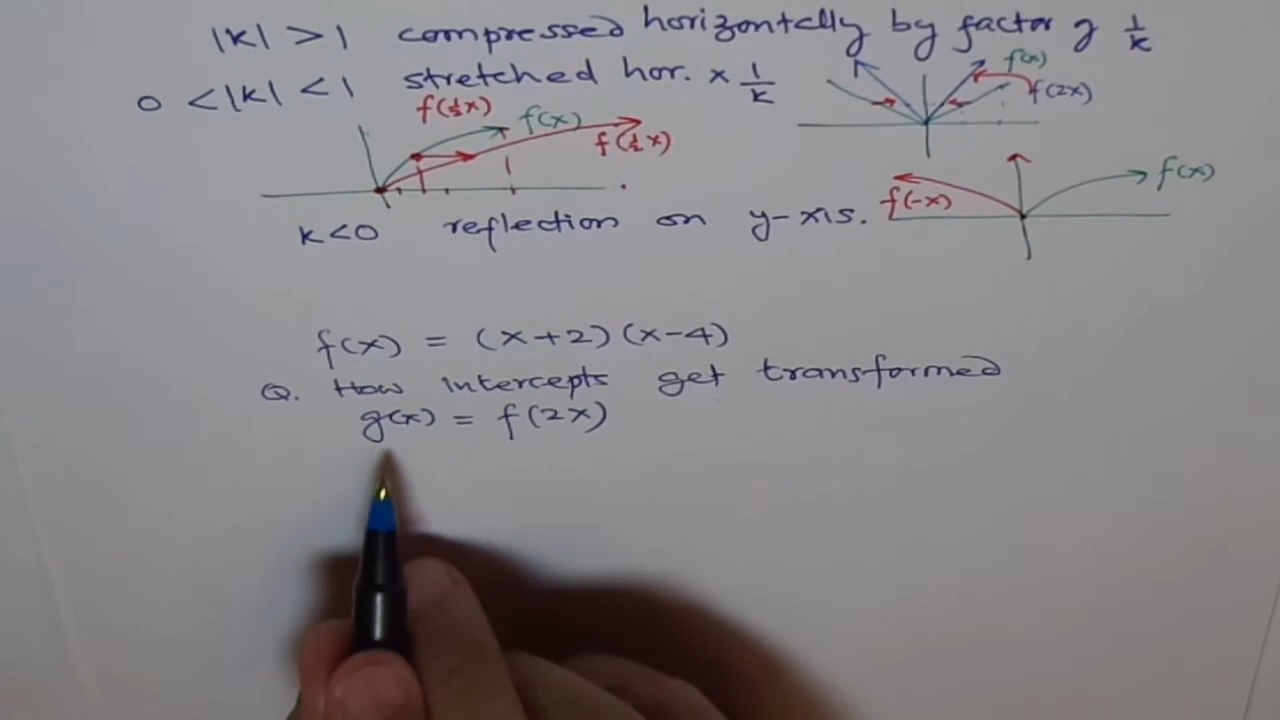 |k| > 1 compressed horizontally by factor of 1/k
0 < |k| < 1 stretched hor. x 1/k
f(x)
f(2x)
f(½x)
f(x)
f(½x)
f(x)
f(-x)
k<0 reflection on y-xis.
f(x) = (x+2)(x-4)
Q. How intercepts get transformed
g(x) = f(2x)